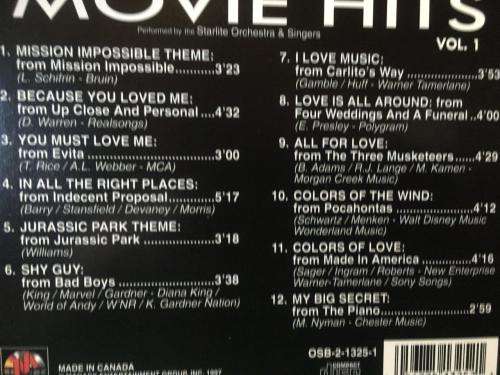 MOVIE HITS
Performed by the Starlite Orchestra & Singers
VOL. 1
1. MISSION IMPOSSIBLE THEME:
from Mission Impossible...........3'23
(L. Schifrin - Bruin)
2. BECAUSE YOU LOVED ME:
from Up Close And Personal....4'32
(D. Warren - Realsongs)
3. YOU MUST LOVE ME:
from Evita..............................3'00
(T. Rice / A.L. Webber - MCA)
4. IN ALL THE RIGHT PLACES:
from Indecent Proposal............5'17
(Barry / Stansfield / Devaney / Morris)
5. JURASSIC PARK THEME:
from Jurassic Park ..................3'18
(Williams)
6. SHY GUY:
from Bad Boys ........................3'38
(King / Marvel / Gardner - Diana King /
World of Andy / W'NR / K. Gardner Nation)
7. I LOVE MUSIC:
from Carlito's Way ..................3'53
(Gamble / Huff - Warner Tamerlane)
8. LOVE IS ALL AROUND: from
Four Weddings And A Funeral ..4'00
(E. Presley - Polygram)
9. ALL FOR LOVE:
from The Three Musketeers......4'29
(B. Adams / R.J. Lange / M. Kamen -
Morgan Creek Music)
10. COLORS OF THE WIND:
from Pocahontas ....................4'12
(Schwartz / Menken - Walt Disney Music
Wonderland Music)
11. COLORS OF LOVE:
from Made in America ............4'16
(Sager / Ingram / Roberts - New Enterprise
Warner-Tamerlane / Sony Songs)
12. MY BIG SECRET:
from The Piano......................2'59
(M. Nyman - Chester Music)
OSB-2-1325-1
MADE IN CANADA
ENTERTAINMENT GROUP INC. 1997
COMPACT